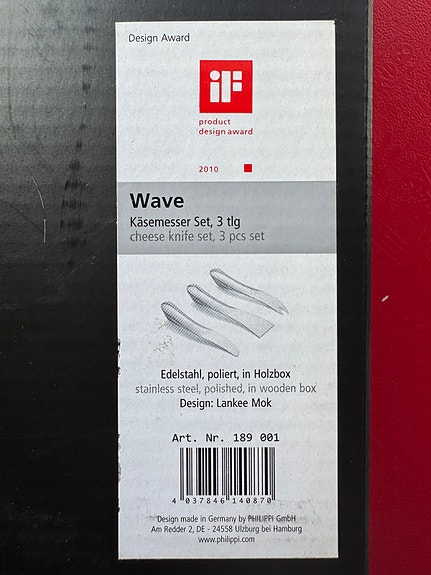 Design Award
iF
product
design award
2010
Wave
Käsemesser Set, 3 tlg
cheese knife set, 3 pcs set
Edelstahl, poliert, in Holzbox
stainless steel, polished, in wooden box
Design: Lankee Mok
Art. Nr. 189 001
4 037846 140870
Design made in Germany by PHILIPPI GmbH
Am Redder 2, DE - 24558 Ulzburg bei Hamburg
www.philippi.com